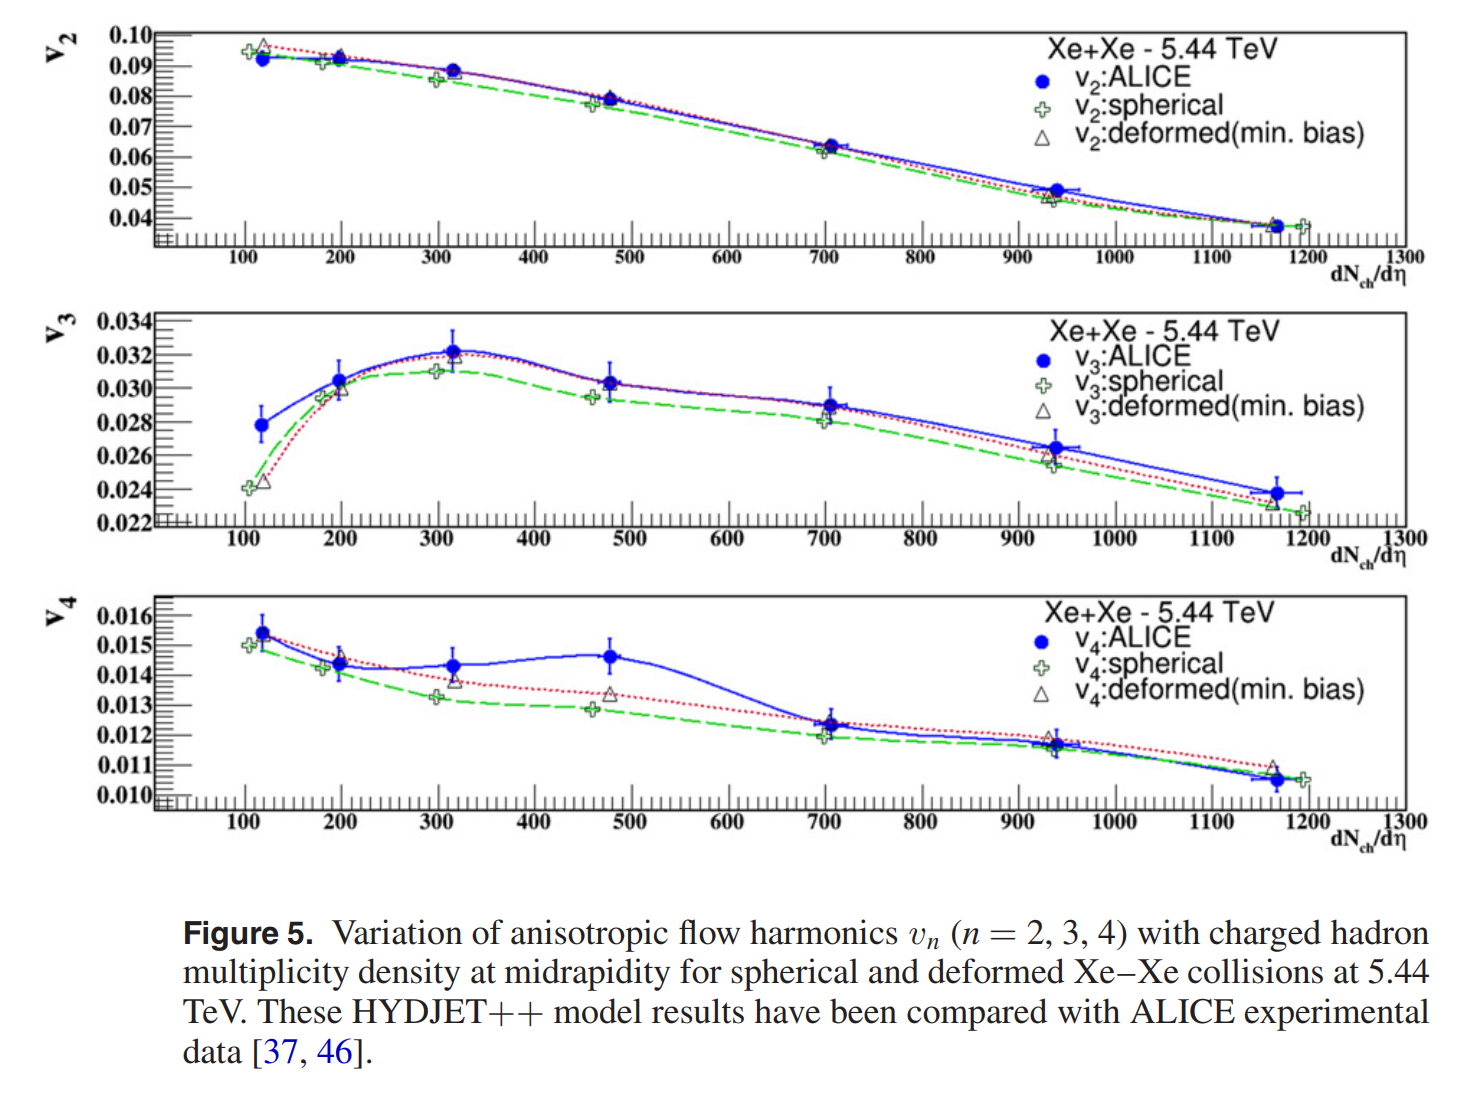 v2
0.10
0.09
0.08
0.07
0.06
0.05
0.04
Xe+Xe - 5.44 TeV
v2:ALICE
v2:spherical
v2:deformed(min. bias)
100 200 300 400 500 600 700 800 900 1000 1100 1200 1300
dNch/dη
v3
0.034
0.032
0.030
0.028
0.026
0.024
0.022
Xe+Xe - 5.44 TeV
v3:ALICE
v3:spherical
v3:deformed(min. bias)
100 200 300 400 500 600 700 800 900 1000 1100 1200 1300
dNch/dη
v4
0.016
0.015
0.014
0.013
0.012
0.011
0.010
Xe+Xe - 5.44 TeV
v4:ALICE
v4:spherical
v4:deformed(min. bias)
100 200 300 400 500 600 700 800 900 1000 1100 1200 1300
dNch/dη
Figure 5. Variation of anisotropic flow harmonics vn (n = 2, 3, 4) with charged hadron
multiplicity density at midrapidity for spherical and deformed Xe–Xe collisions at 5.44
TeV. These HYDJET++ model results have been compared with ALICE experimental
data [37, 46].